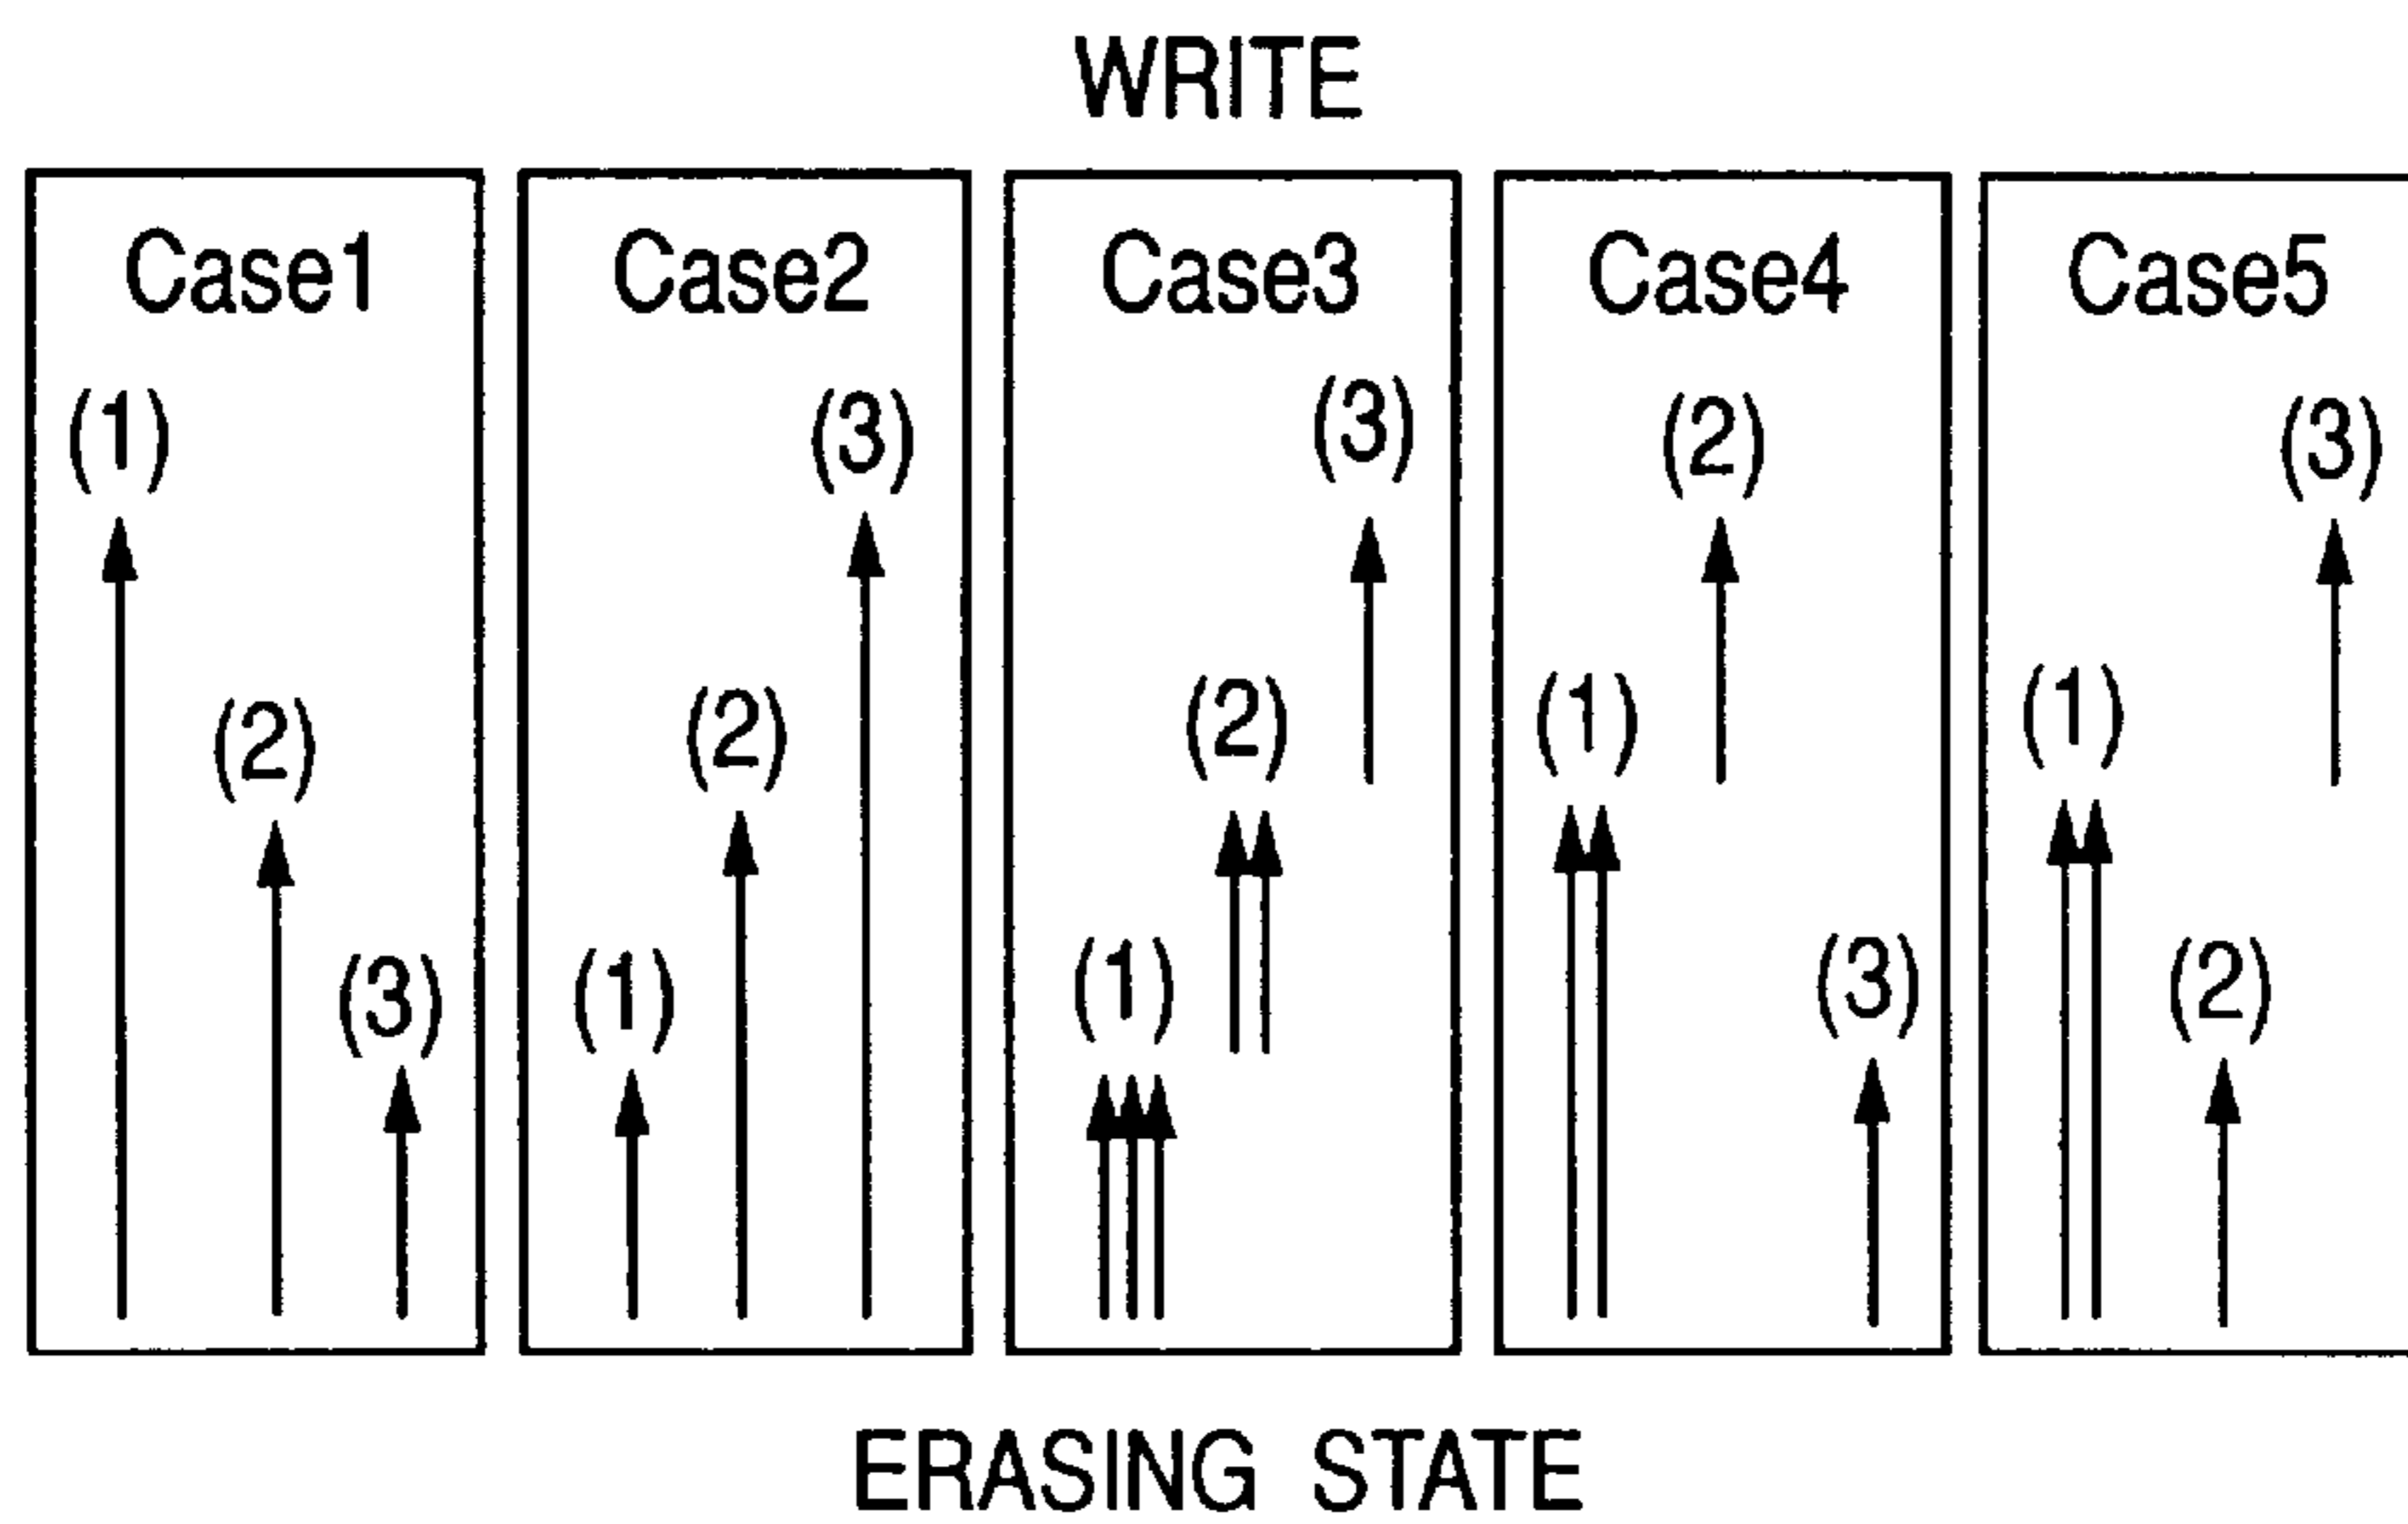 WRITE
Case1 Case2 Case3 Case4 Case5
(1) (3) (3) (2) (3)
(2) (2) (2) (1) (1)
(3) (1) (1) (3) (2)
ERASING STATE